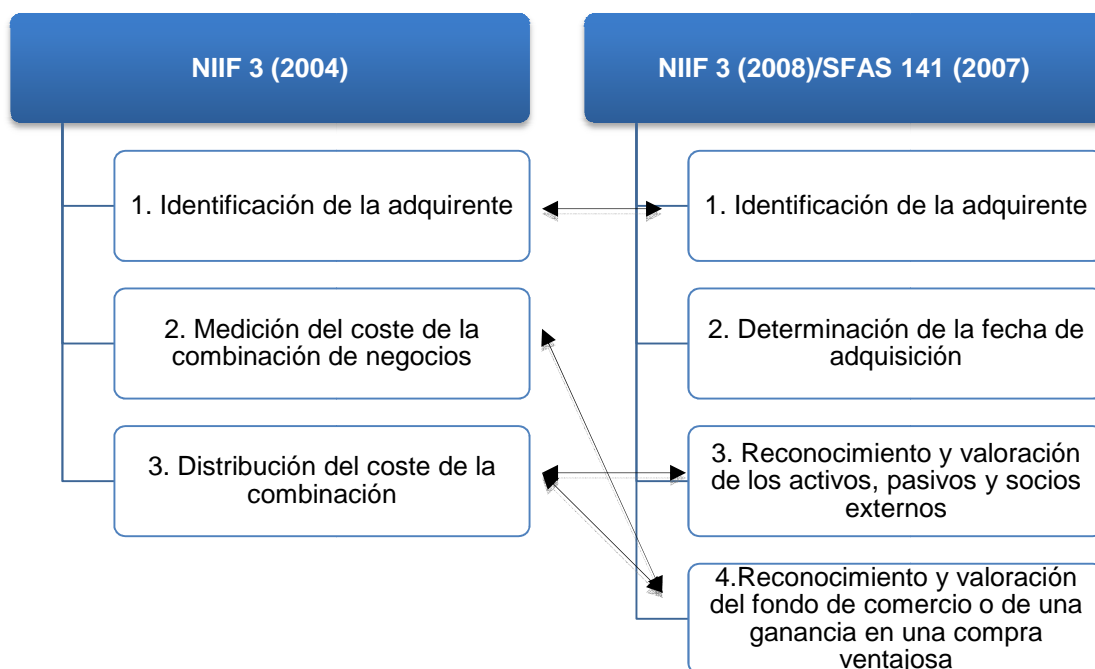 NIIF 3 (2004)
1. Identificación de la adquirente
2. Medición del coste de la
combinación de negocios
3. Distribución del coste de la
combinación
NIIF 3 (2008)/SFAS 141 (2007)
1. Identificación de la adquirente
2. Determinación de la fecha de
adquisición
3. Reconocimiento y valoración
de los activos, pasivos y socios
externos
4.Reconocimiento y valoración
del fondo de comercio o de una
ganancia en una compra
ventajosa